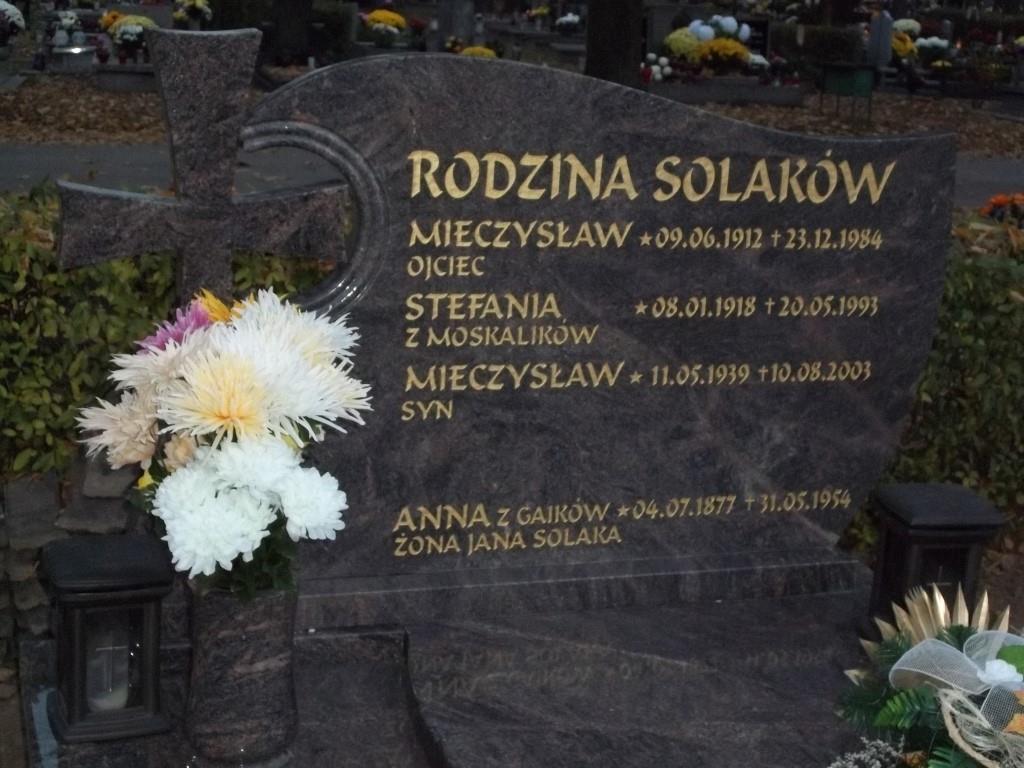 RODZINA SOLAKÓW
MIECZYSŁAW ★ 09.06.1912 † 23.12.1984
OJCIEC
STEFANIA ★ 08.01.1918 † 20.05.1993
Z MOSKALIKÓW
MIECZYSŁAW ★ 11.05.1939 † 10.08.2003
SYN
ANNA Z GAIKÓW ★ 04.07.1877 † 31.05.1954
ŻONA JANA SOLAKA